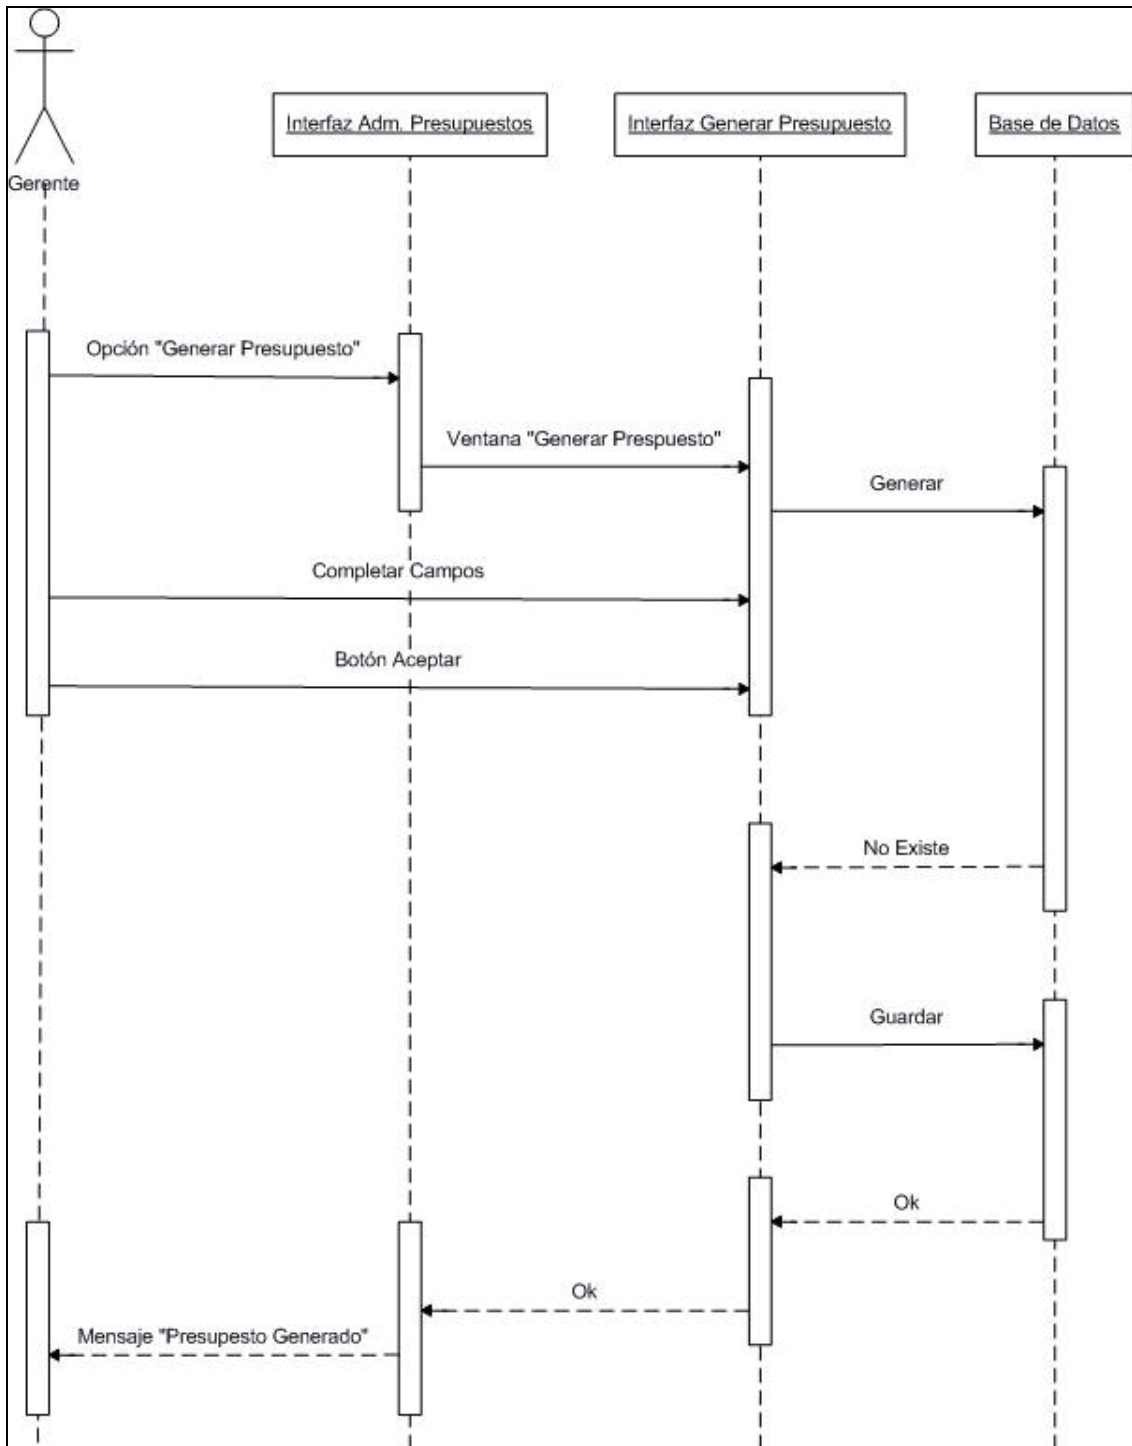 Interfaz Adm. Presupuestos
Interfaz Generar Presupuesto
Base de Datos
Gerente
Opción "Generar Presupuesto"
Ventana "Generar Prespuesto"
Generar
Completar Campos
Botón Aceptar
No Existe
Guardar
Ok
Ok
Mensaje "Presupesto Generado"